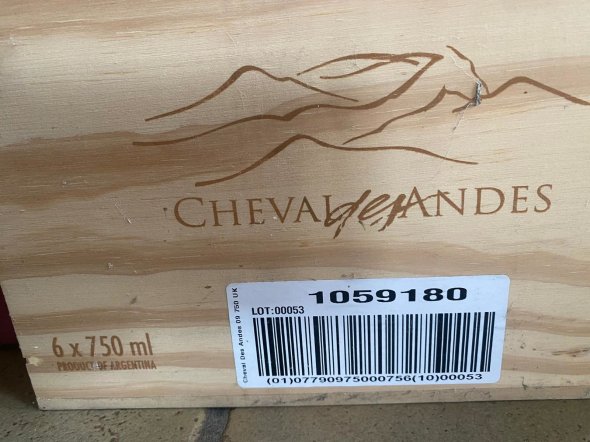 CHEVAL des ANDES
6 x 750 ml
PRODUCT OF ARGENTINA
Cheval Des Andes 09 750 UK
1059180
LOT:00053
(01)07790975000756(10)00053